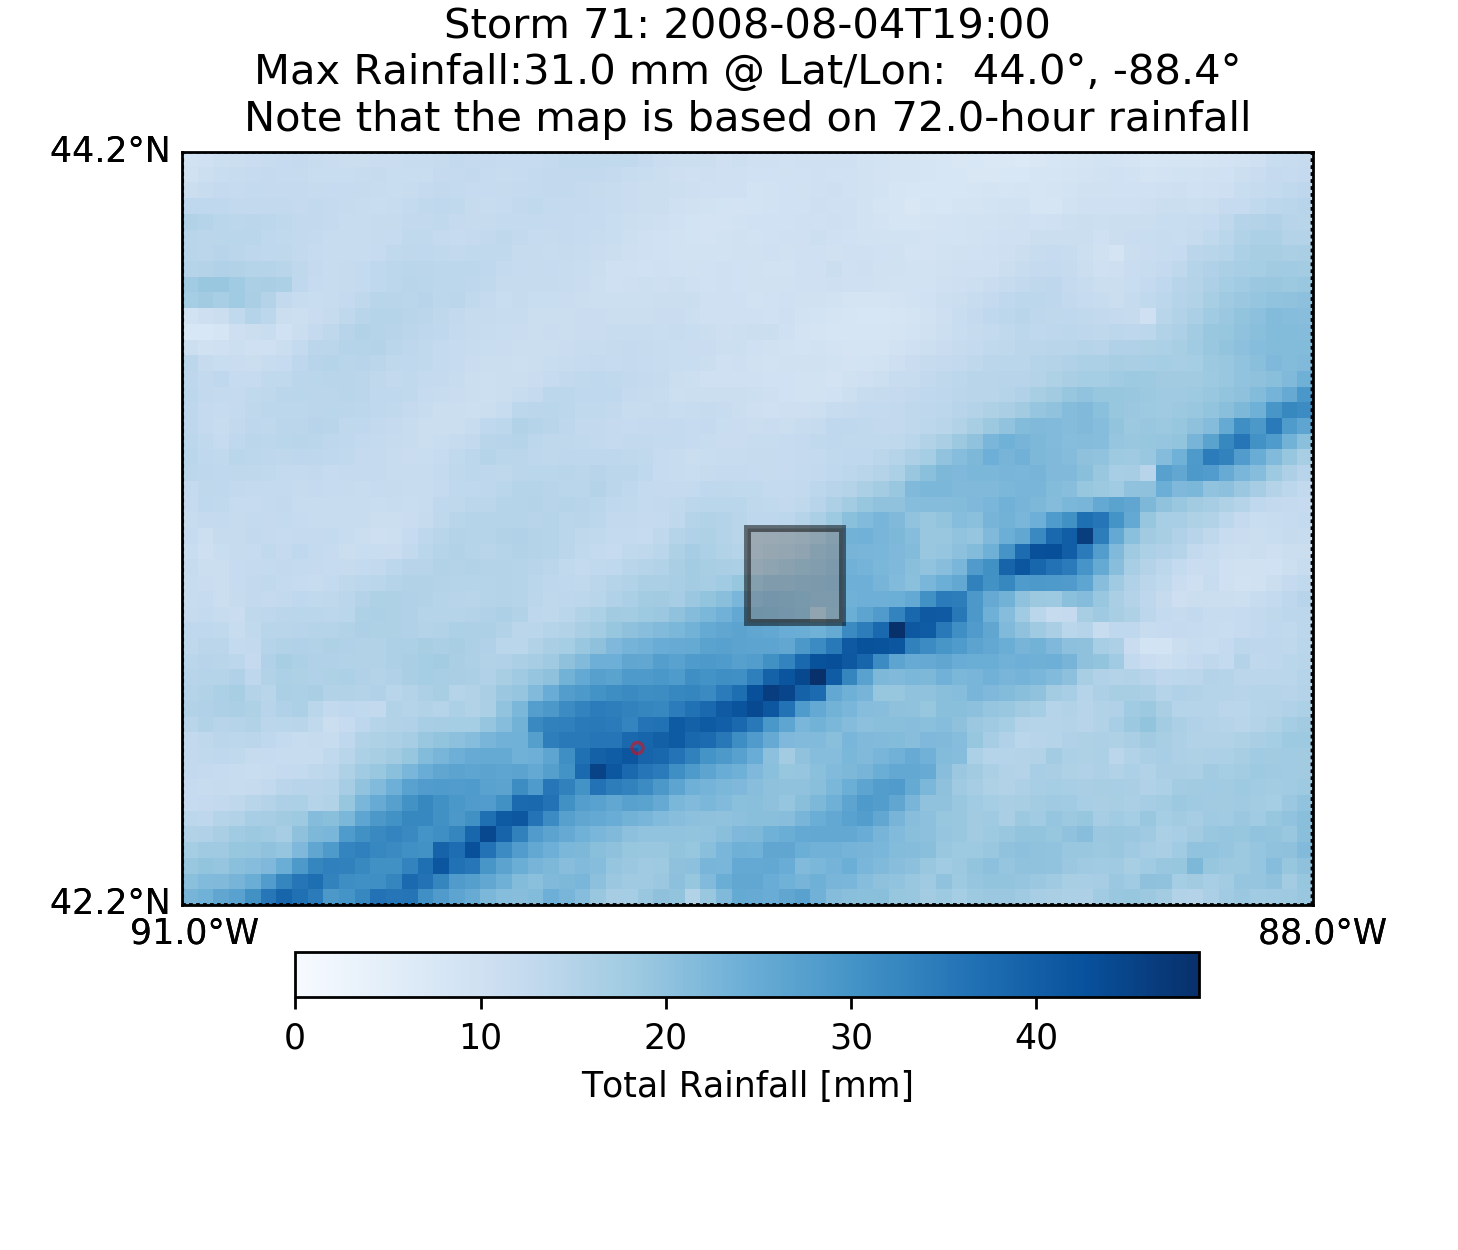 Storm 71: 2008-08-04T19:00
Max Rainfall:31.0 mm @ Lat/Lon:  44.0°, -88.4°
Note that the map is based on 72.0-hour rainfall
44.2°N
42.2°N
91.0°W 88.0°W
0 10 20 30 40
Total Rainfall [mm]